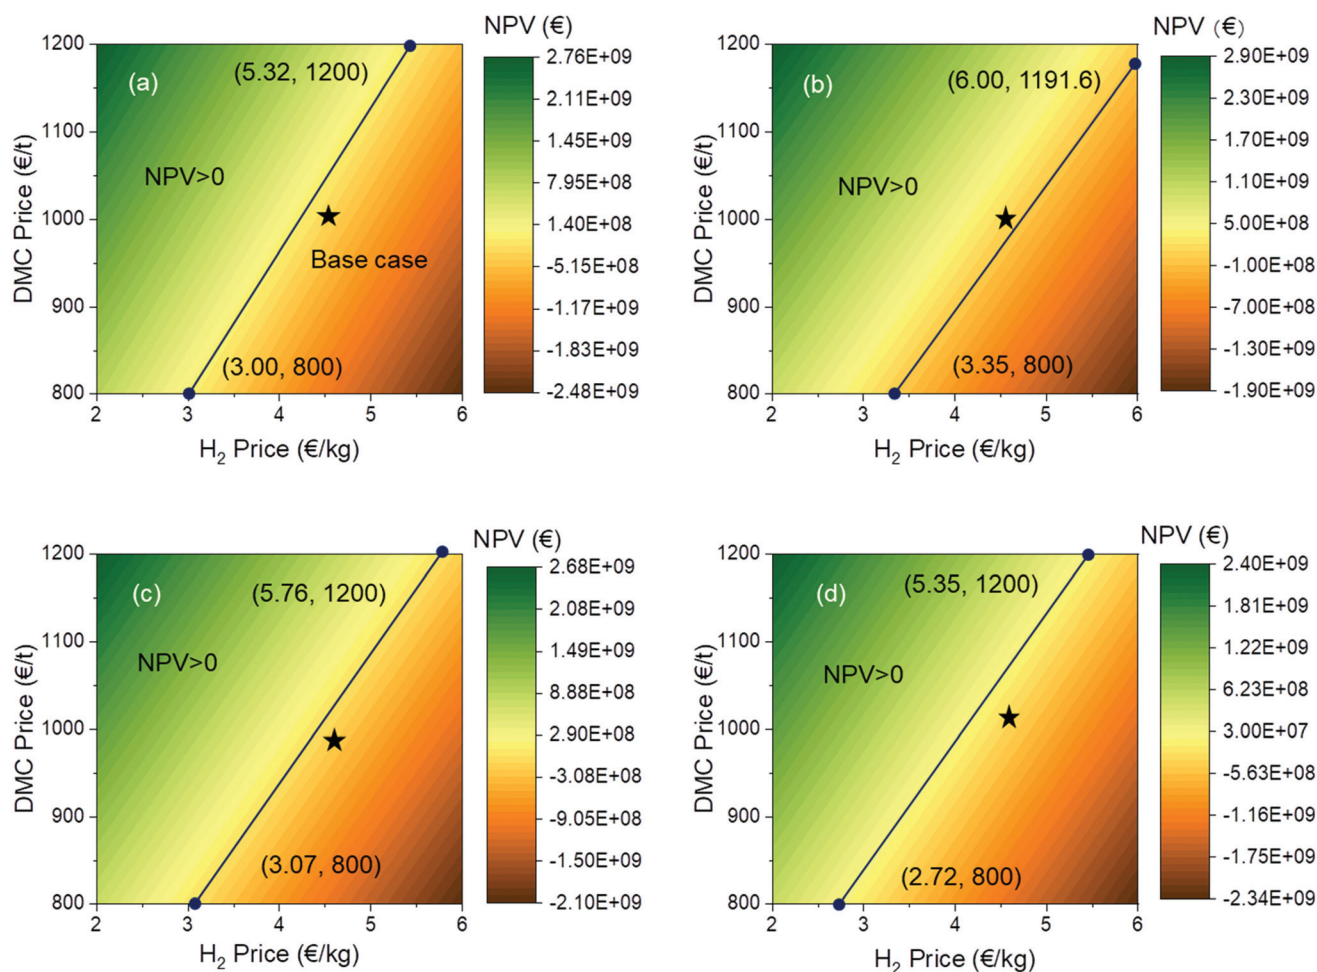 NPV (€)
1200
1100
1000
900
800
DMC Price (€/t)
(a)
(5.32, 1200)
NPV>0
Base case
(3.00, 800)
2 3 4 5 6
H2 Price (€/kg)
2.76E+09
2.11E+09
1.45E+09
7.95E+08
1.40E+08
-5.15E+08
-1.17E+09
-1.83E+09
-2.48E+09
NPV (€)
1200
1100
1000
900
800
DMC Price (€/t)
(b)
(6.00, 1191.6)
NPV>0
(3.35, 800)
2 3 4 5 6
H2 Price (€/kg)
2.90E+09
2.30E+09
1.70E+09
1.10E+09
5.00E+08
-1.00E+08
-7.00E+08
-1.30E+09
-1.90E+09
NPV (€)
1200
1100
1000
900
800
DMC Price (€/t)
(c)
(5.76, 1200)
NPV>0
(3.07, 800)
2 3 4 5 6
H2 Price (€/kg)
2.68E+09
2.08E+09
1.49E+09
8.88E+08
2.90E+08
-3.08E+08
-9.05E+08
-1.50E+09
-2.10E+09
NPV (€)
1200
1100
1000
900
800
DMC Price (€/t)
(d)
(5.35, 1200)
NPV>0
(2.72, 800)
2 3 4 5 6
H2 Price (€/kg)
2.40E+09
1.81E+09
1.22E+09
6.23E+08
3.00E+07
-5.63E+08
-1.16E+09
-1.75E+09
-2.34E+09